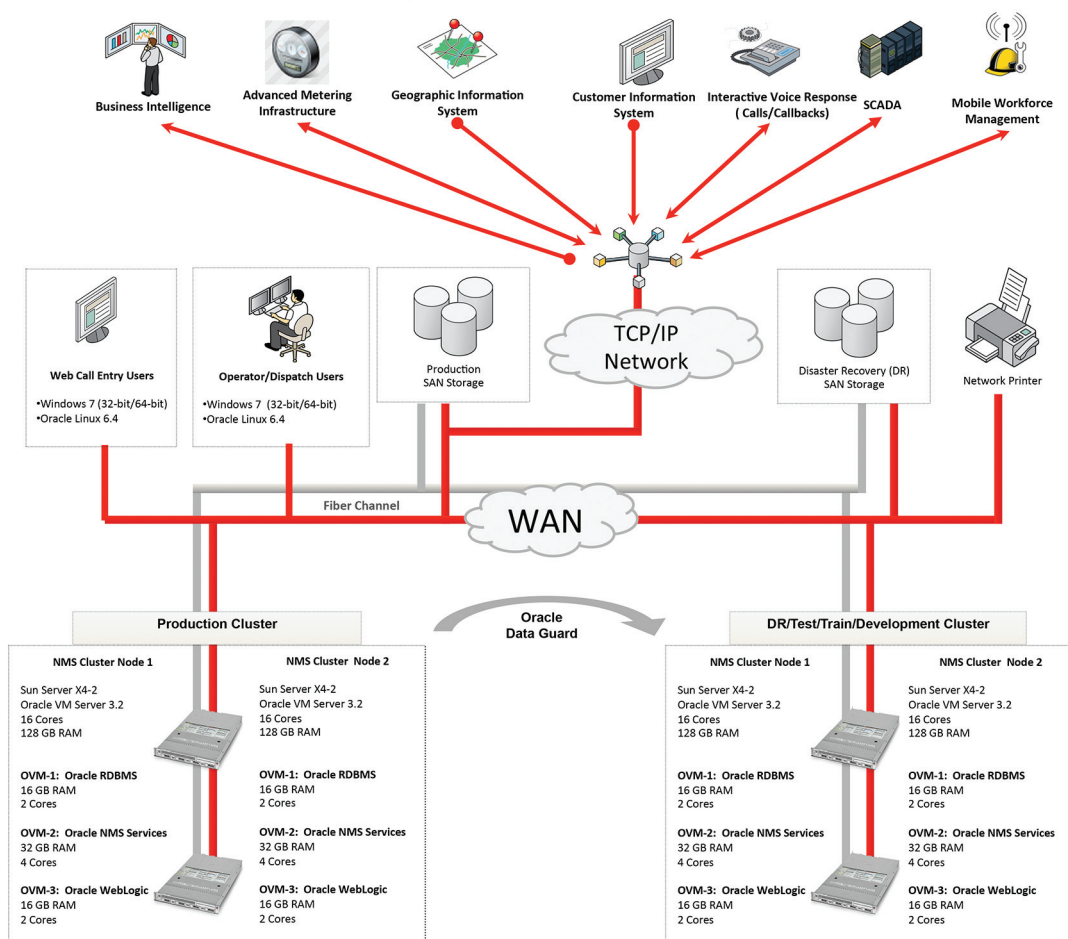 Business Intelligence
Advanced Metering
Infrastructure
Geographic Information
System
Customer Information
System
Interactive Voice Response
( Calls/Callbacks)
SCADA
Mobile Workforce
Management
Web Call Entry Users
•Windows 7 (32-bit/64-bit)
•Oracle Linux 6.4
Operator/Dispatch Users
•Windows 7 (32-bit/64-bit)
•Oracle Linux 6.4
Production
SAN Storage
TCP/IP
Network
Disaster Recovery (DR)
SAN Storage
Network Printer
Fiber Channel
WAN
Production Cluster
Oracle
Data Guard
DR/Test/Train/Development Cluster
NMS Cluster Node 1
Sun Server X4-2
Oracle VM Server 3.2
16 Cores
128 GB RAM
OVM-1: Oracle RDBMS
16 GB RAM
2 Cores
OVM-2: Oracle NMS Services
32 GB RAM
4 Cores
OVM-3: Oracle WebLogic
16 GB RAM
2 Cores
NMS Cluster Node 2
Sun Server X4-2
Oracle VM Server 3.2
16 Cores
128 GB RAM
OVM-1: Oracle RDBMS
16 GB RAM
2 Cores
OVM-2: Oracle NMS Services
32 GB RAM
4 Cores
OVM-3: Oracle WebLogic
16 GB RAM
2 Cores
NMS Cluster Node 1
Sun Server X4-2
Oracle VM Server 3.2
16 Cores
128 GB RAM
OVM-1: Oracle RDBMS
16 GB RAM
2 Cores
OVM-2: Oracle NMS Services
32 GB RAM
4 Cores
OVM-3: Oracle WebLogic
16 GB RAM
2 Cores
NMS Cluster Node 2
Sun Server X4-2
Oracle VM Server 3.2
16 Cores
128 GB RAM
OVM-1: Oracle RDBMS
16 GB RAM
2 Cores
OVM-2: Oracle NMS Services
32 GB RAM
4 Cores
OVM-3: Oracle WebLogic
16 GB RAM
2 Cores